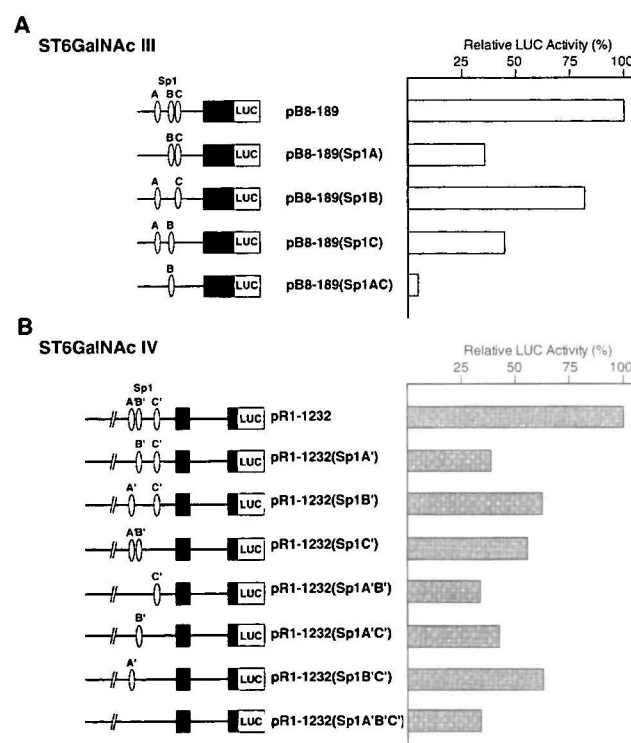 A
ST6GalNAc III
Relative LUC Activity (%)
25 50 75 100
Sp1
A B C
LUC pB8-189
B C
LUC pB8-189(Sp1A)
A C
LUC pB8-189(Sp1B)
A B
LUC pB8-189(Sp1C)
B
LUC pB8-189(Sp1AC)
B
ST6GalNAc IV
Relative LUC Activity (%)
25 50 75 100
Sp1
A'B' C'
LUC pR1-1232
B' C'
LUC pR1-1232(Sp1A')
A' C'
LUC pR1-1232(Sp1B')
A'B'
LUC pR1-1232(Sp1C')
C'
LUC pR1-1232(Sp1A'B')
B'
LUC pR1-1232(Sp1A'C')
A'
LUC pR1-1232(Sp1B'C')
LUC pR1-1232(Sp1A'B'C')